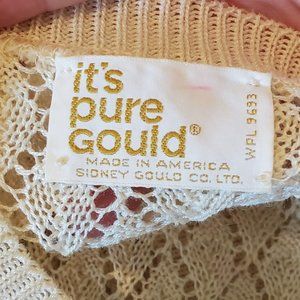 it's
pure
Gould®
MADE IN AMERICA
SIDNEY GOULD CO. LTD.
WPL 9693